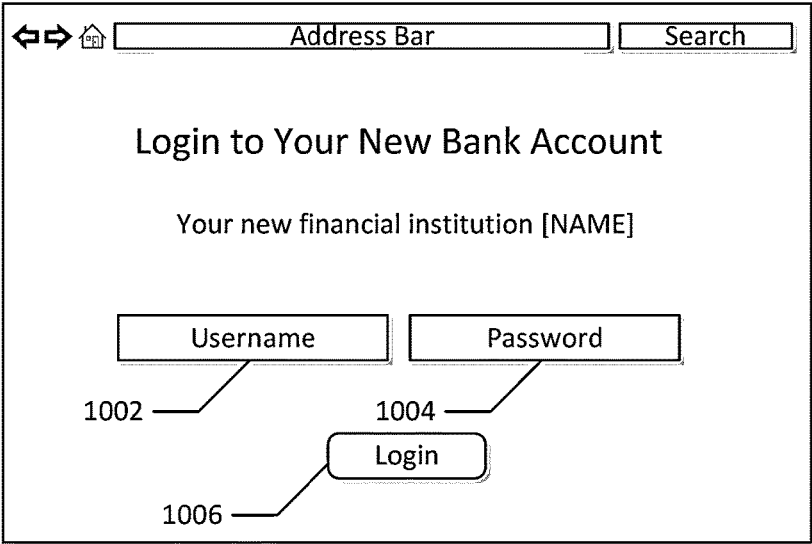 Address Bar Search
Login to Your New Bank Account
Your new financial institution [NAME]
Username Password
1002 1004
Login
1006